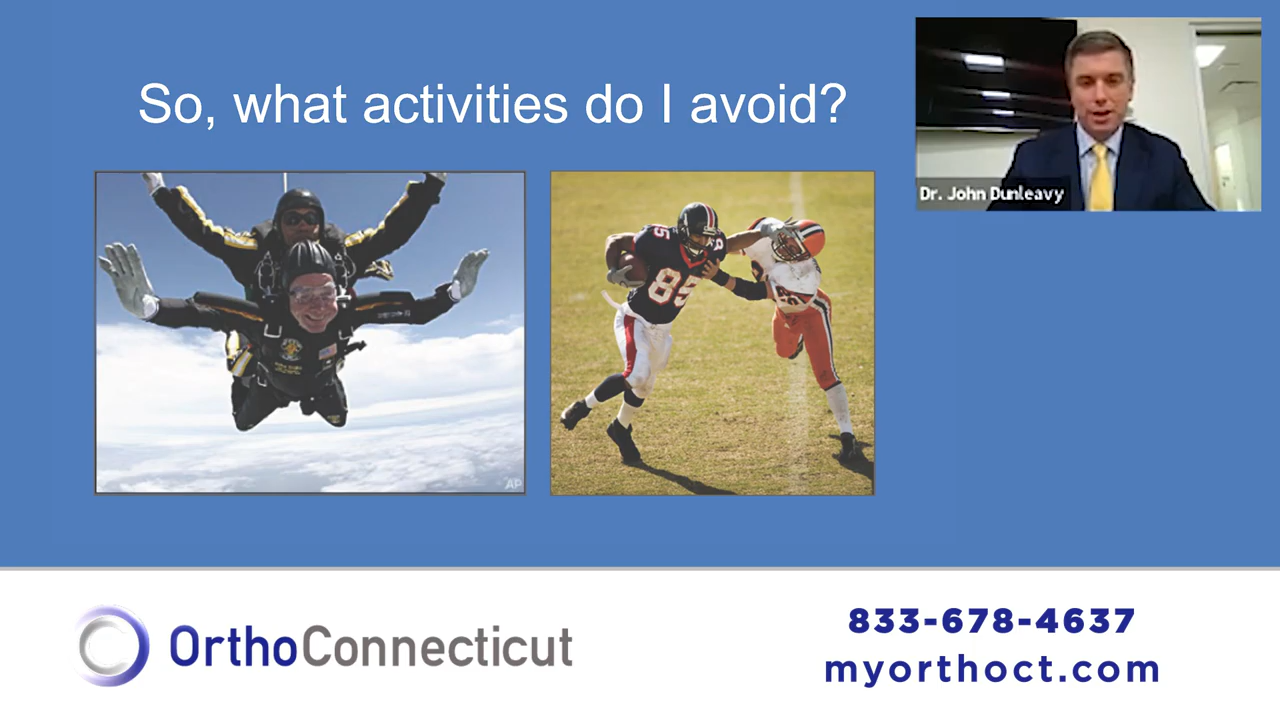 So, what activities do I avoid?
Dr. John Dunleavy
85
AP
OrthoConnecticut
833-678-4637
myorthoct.com